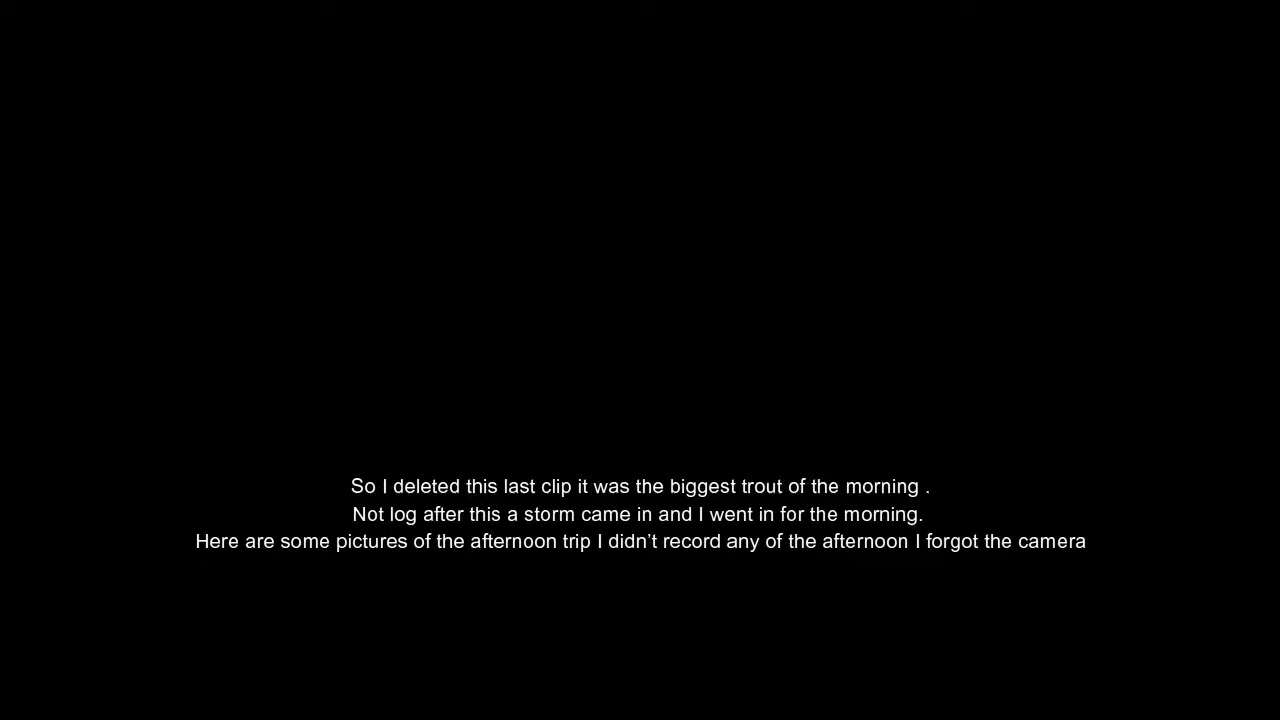 So I deleted this last clip it was the biggest trout of the morning .
Not log after this a storm came in and I went in for the morning.
Here are some pictures of the afternoon trip I didn’t record any of the afternoon I forgot the camera